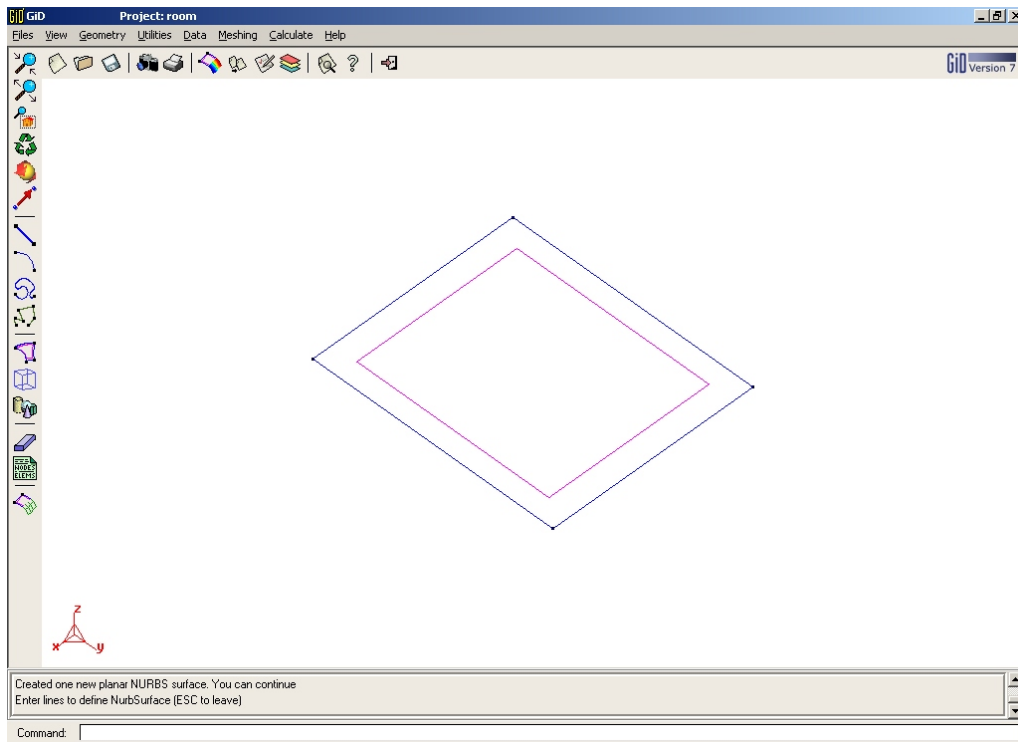 GiD GiD Project: room
Files View Geometry Utilities Data Meshing Calculate Help
GiD Version 7
NODES
ELEMS
z
x y
Created one new planar NURBS surface. You can continue
Enter lines to define NurbSurface (ESC to leave)
Command: